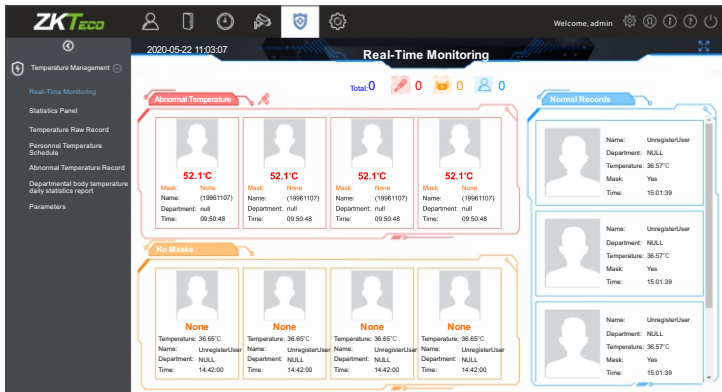 ZKTECO
Welcome, admin
Temperature Management
Real-Time Monitoring
Statistics Panel
Temperature Raw Record
Personnel Temperature
Schedule
Abnormal Temperature Record
Departmental body temperature
daily statistics report
Parameters
2020-05-22 11:03:07
Real-Time Monitoring
Total:0 0 0 0
Abnormal Temperature
52.1°C 52.1°C 52.1°C 52.1°C
Mask: None Mask: None Mask: None Mask: None
Name: (19961107) Name: (19961107) Name: (19961107) Name: (19961107)
Department: null Department: null Department: null Department: null
Time: 09:50:48 Time: 09:50:48 Time: 09:50:48 Time: 09:50:48
No Masks
None None None None
Temperature: 36.65°C Temperature: 36.65°C Temperature: 36.65°C Temperature: 36.65°C
Name: UnregisterUser Name: UnregisterUser Name: UnregisterUser Name: UnregisterUser
Department: NULL Department: NULL Department: NULL Department: NULL
Time: 14:42:00 Time: 14:42:00 Time: 14:42:00 Time: 14:42:00
Normal Records
Name: UnregisterUser
Department: NULL
Temperature: 36.57°C
Mask: Yes
Time: 15:01:39
Name: UnregisterUser
Department: NULL
Temperature: 36.57°C
Mask: Yes
Time: 15:01:39
Name: UnregisterUser
Department: NULL
Temperature: 36.57°C
Mask: Yes
Time: 15:01:39